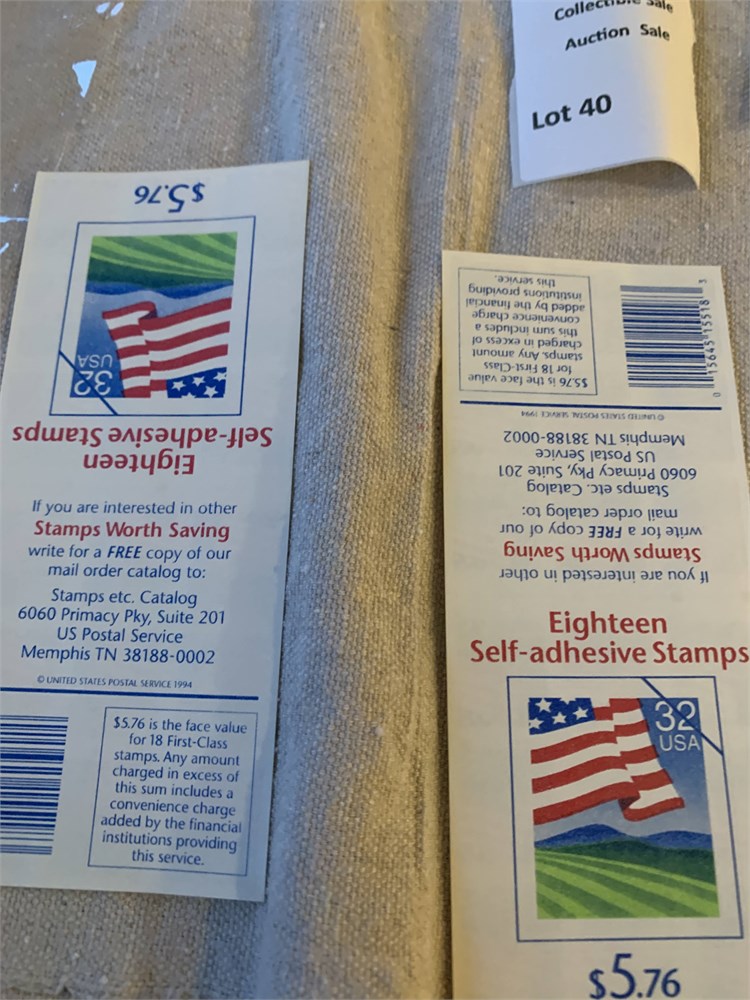 Collectible Sale
Auction Sale
Lot 40
$5.76
32
USA
Eighteen
Self-adhesive Stamps
If you are interested in other
Stamps Worth Saving
write for a FREE copy of our
mail order catalog to:
Stamps etc. Catalog
6060 Primacy Pky, Suite 201
US Postal Service
Memphis TN 38188-0002
© UNITED STATES POSTAL SERVICE 1994
$5.76 is the face value
for 18 First-Class
stamps. Any amount
charged in excess of
this sum includes a
convenience charge
added by the financial
institutions providing
this service.
$5.76 is the face value
for 18 First-Class
stamps. Any amount
charged in excess of
this sum includes a
convenience charge
added by the financial
institutions providing
this service.
0 15645 15518 3
© UNITED STATES POSTAL SERVICE 1994
If you are interested in other
Stamps Worth Saving
write for a FREE copy of our
mail order catalog to:
Stamps etc. Catalog
6060 Primacy Pky, Suite 201
US Postal Service
Memphis TN 38188-0002
Eighteen
Self-adhesive Stamps
32
USA
$5.76